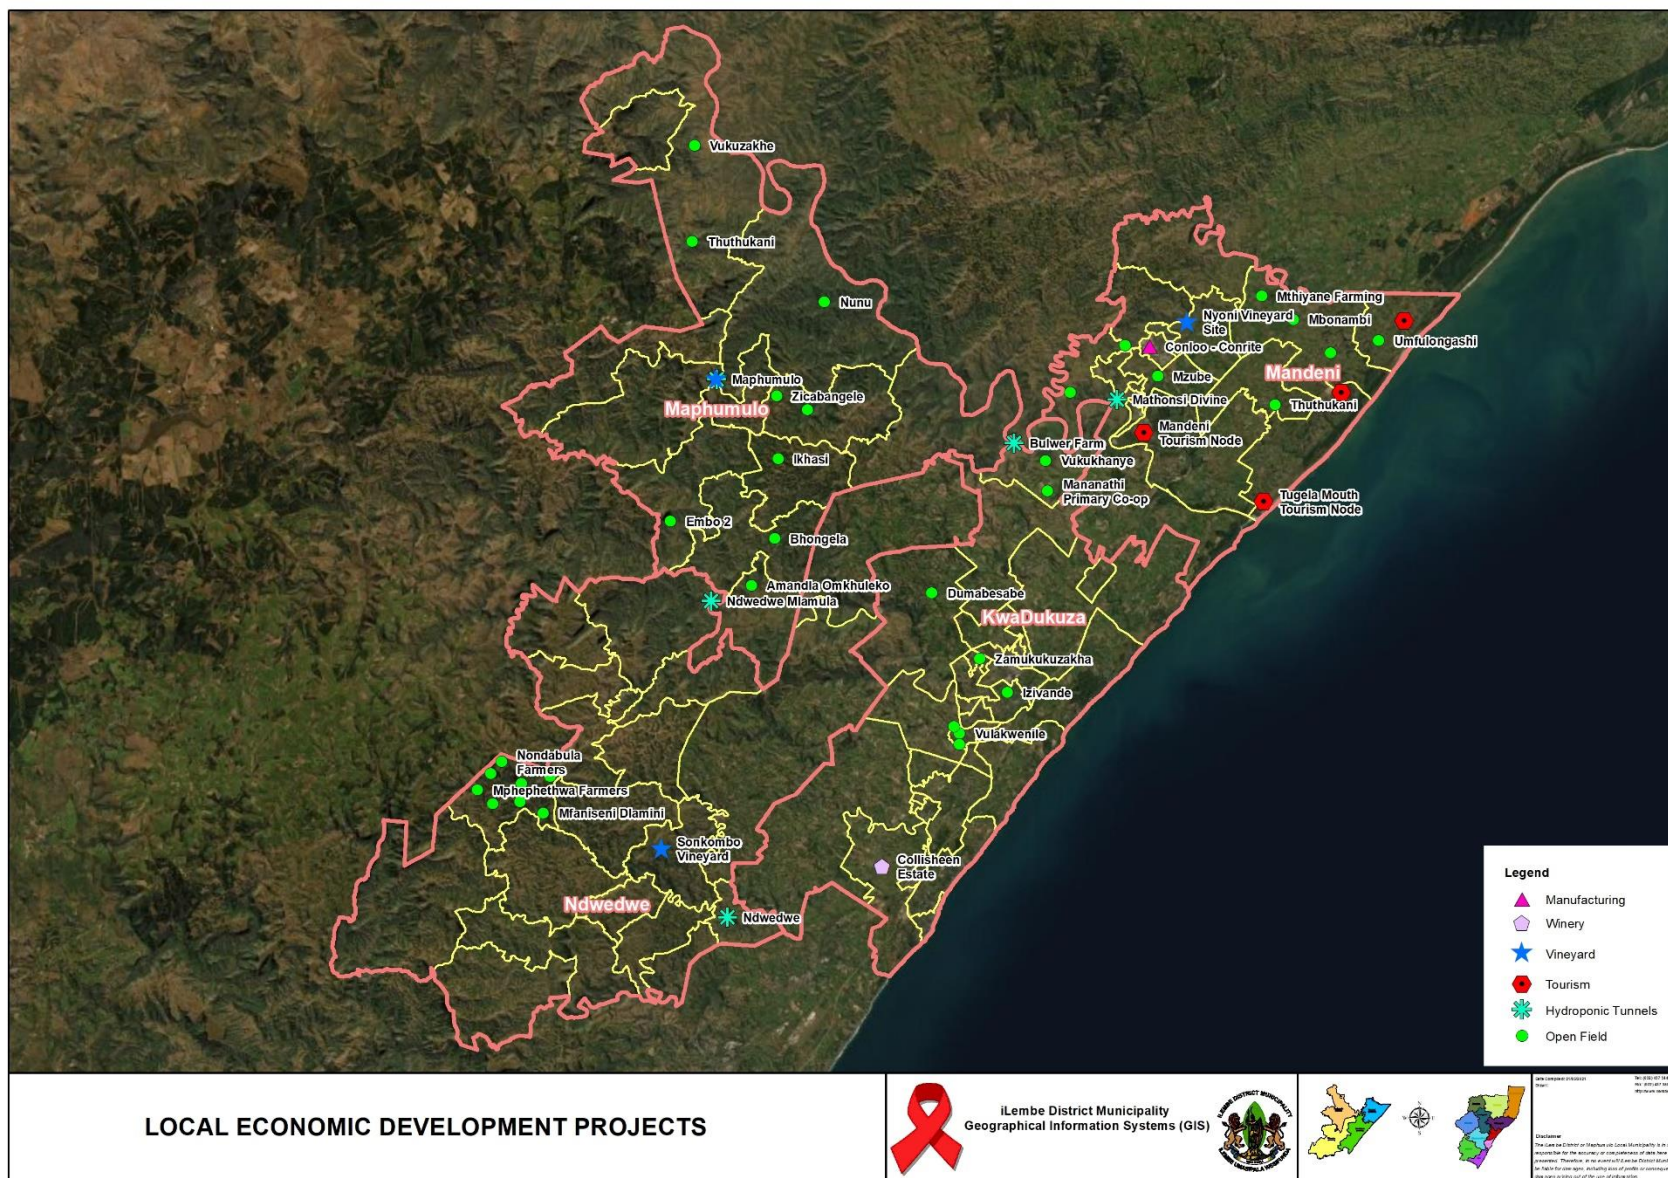 Vukuzakhe
Thuthukani
Nunu
Mthiyane Farming
Nyoni Vineyard
Site
Mbonambi
Umfulongashi
Conloo - Conrite
Mandeni
Mzube
Maphumulo
Zicabangele
Maphumulo
Mathonsi Divine
Thuthukani
Mandeni
Tourism Node
Bulwer Farm
Ikhasi
Vukukhanye
Mananathi
Primary Co-op
Tugela Mouth
Tourism Node
Embo 2
Bhongela
Amandla Omkhuleko
Ndwedwe Mlamula
Dumabesabe
KwaDukuza
Zamukukuzakha
Izivande
Vulakwenile
Nondabula
Farmers
Mphephethwa Farmers
Mfaniseni Dlamini
Sonkombo
Vineyard
Collisheen
Estate
Ndwedwe
Ndwedwe
Legend
Manufacturing
Winery
Vineyard
Tourism
Hydroponic Tunnels
Open Field
LOCAL ECONOMIC DEVELOPMENT PROJECTS
iLembe District Municipality
Geographical Information Systems (GIS)
ILEMBE DISTRICT MUNICIPALITY
Disclaimer